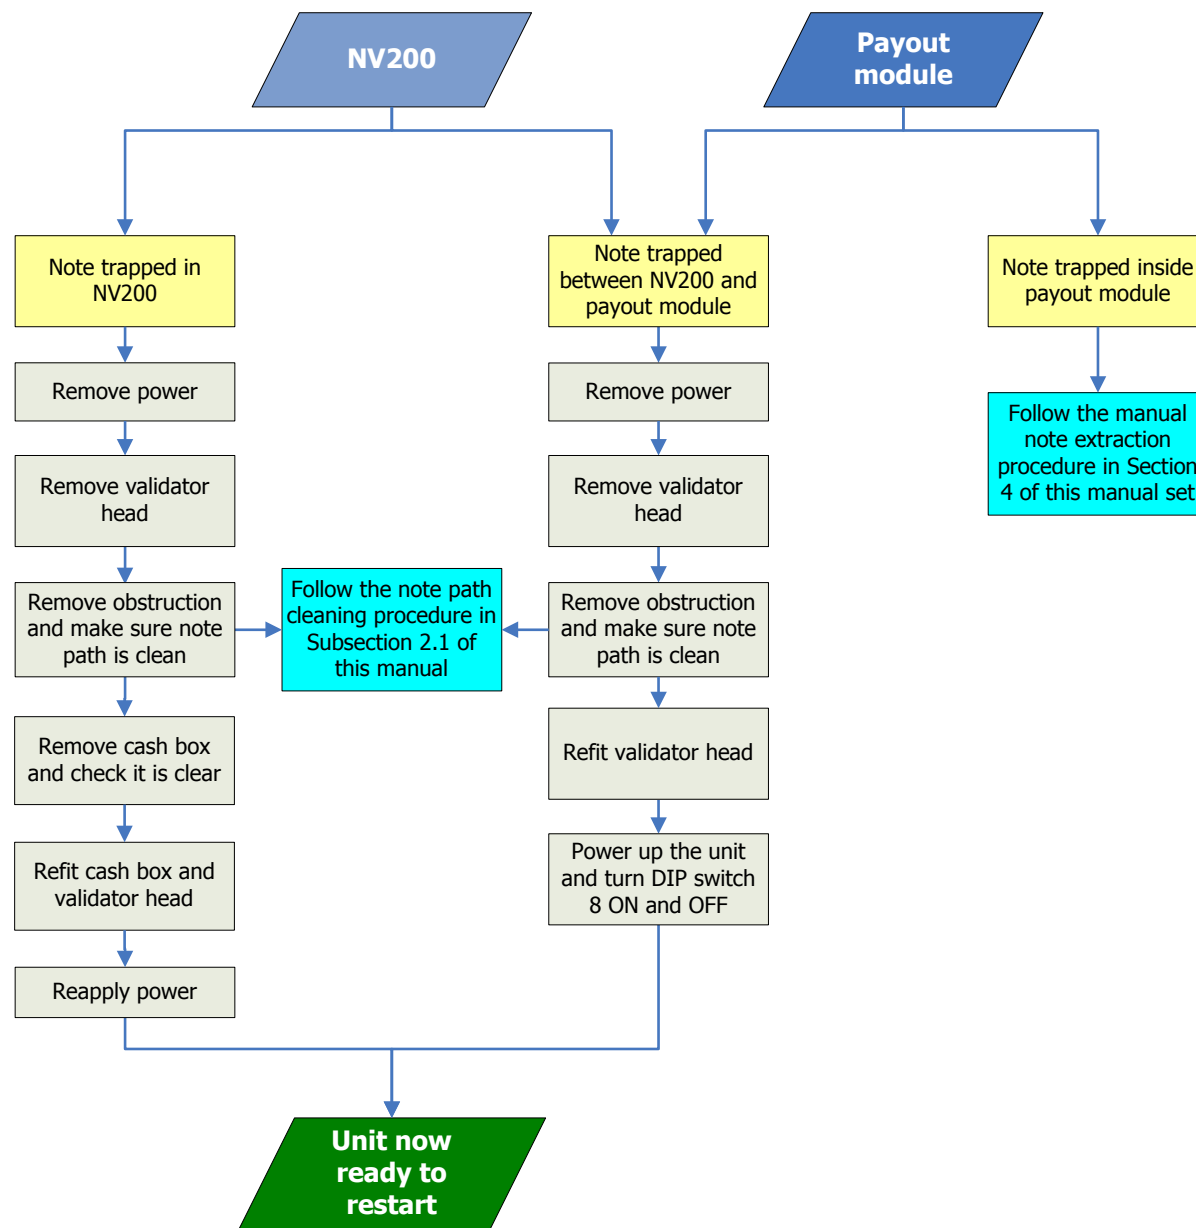 NV200
Payout
module
Note trapped in
NV200
Note trapped
between NV200 and
payout module
Note trapped inside
payout module
Remove power
Remove power
Follow the manual
note extraction
procedure in Section
4 of this manual set
Remove validator
head
Remove validator
head
Remove obstruction
and make sure note
path is clean
Follow the note path
cleaning procedure in
Subsection 2.1 of
this manual
Remove obstruction
and make sure note
path is clean
Remove cash box
and check it is clear
Refit validator head
Refit cash box and
validator head
Power up the unit
and turn DIP switch
8 ON and OFF
Reapply power
Unit now
ready to
restart